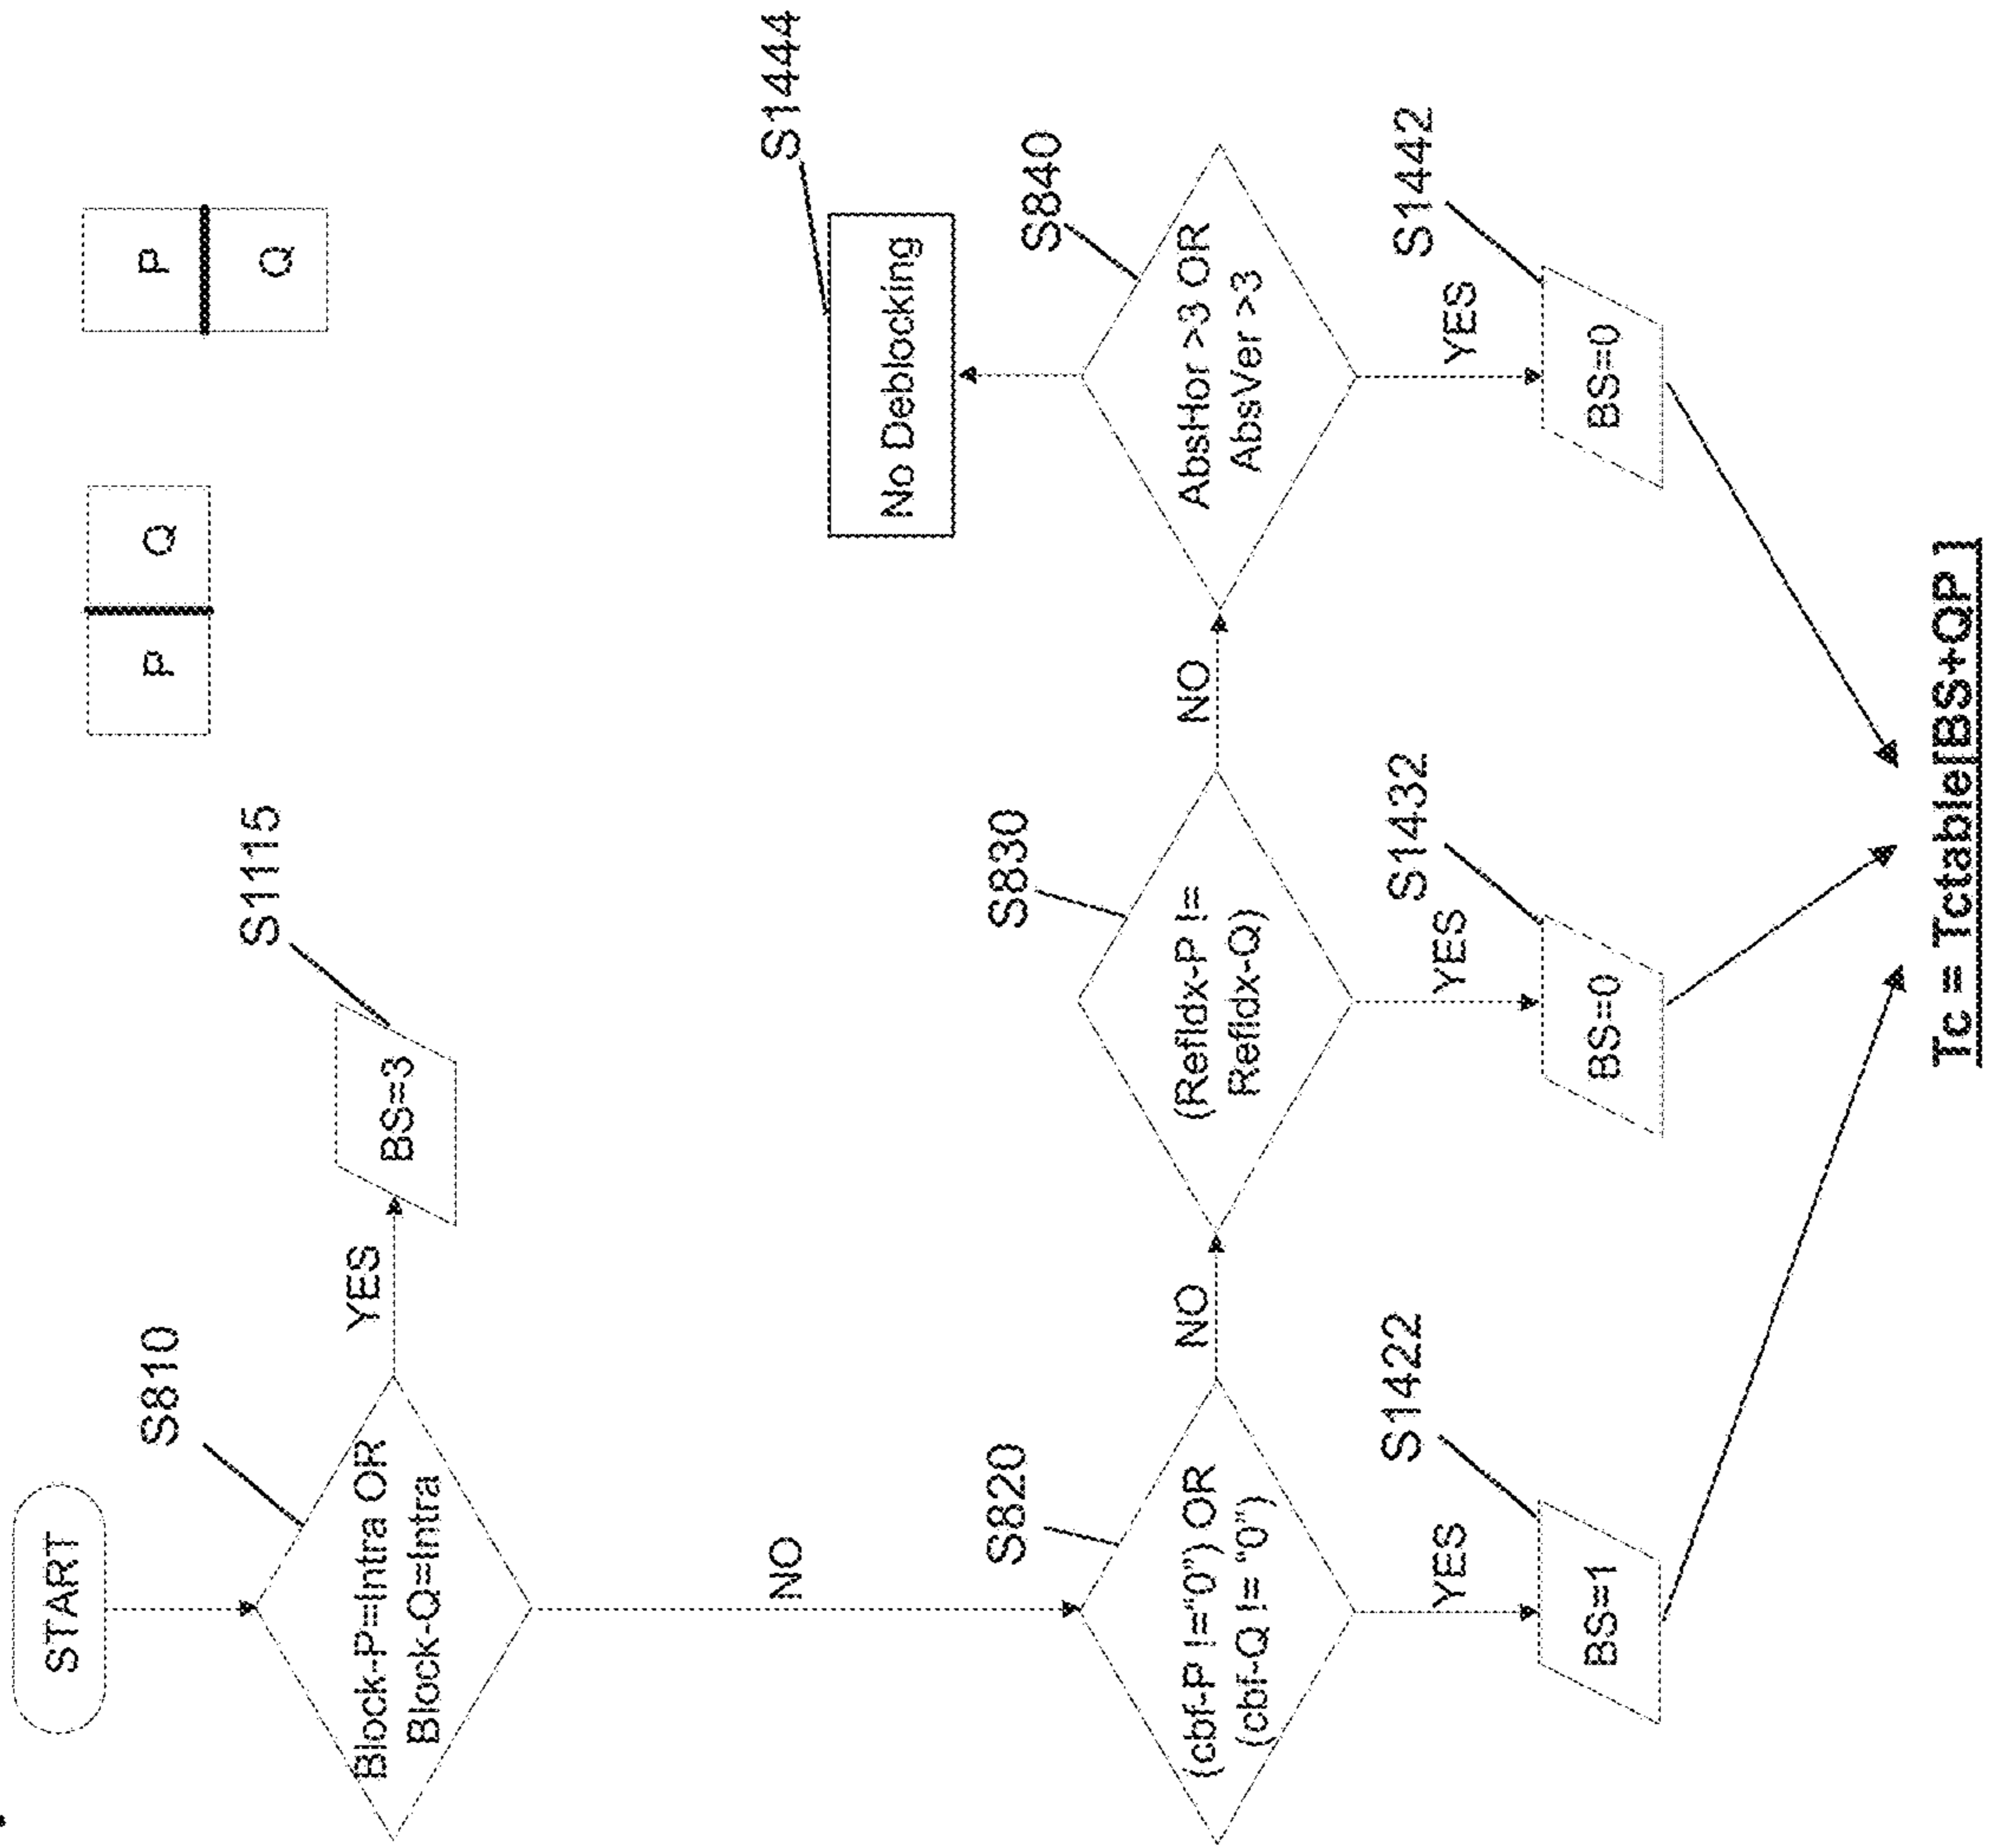 START
S810
Block-P=Intra OR
Block-Q=Intra
YES
S1115
BS=3
P
Q
P
Q
NO
S820
(cbf-P !="0") OR
(cbf-Q != "0")
NO
S830
(RefIdx-P !=
RefIdx-Q)
NO
S840
AbsHor >3 OR
AbsVer >3
No Deblocking
S1444
YES
S1422
BS=1
YES
S1432
BS=0
YES
S1442
BS=0
Tc = Tctable[BS+QP ]